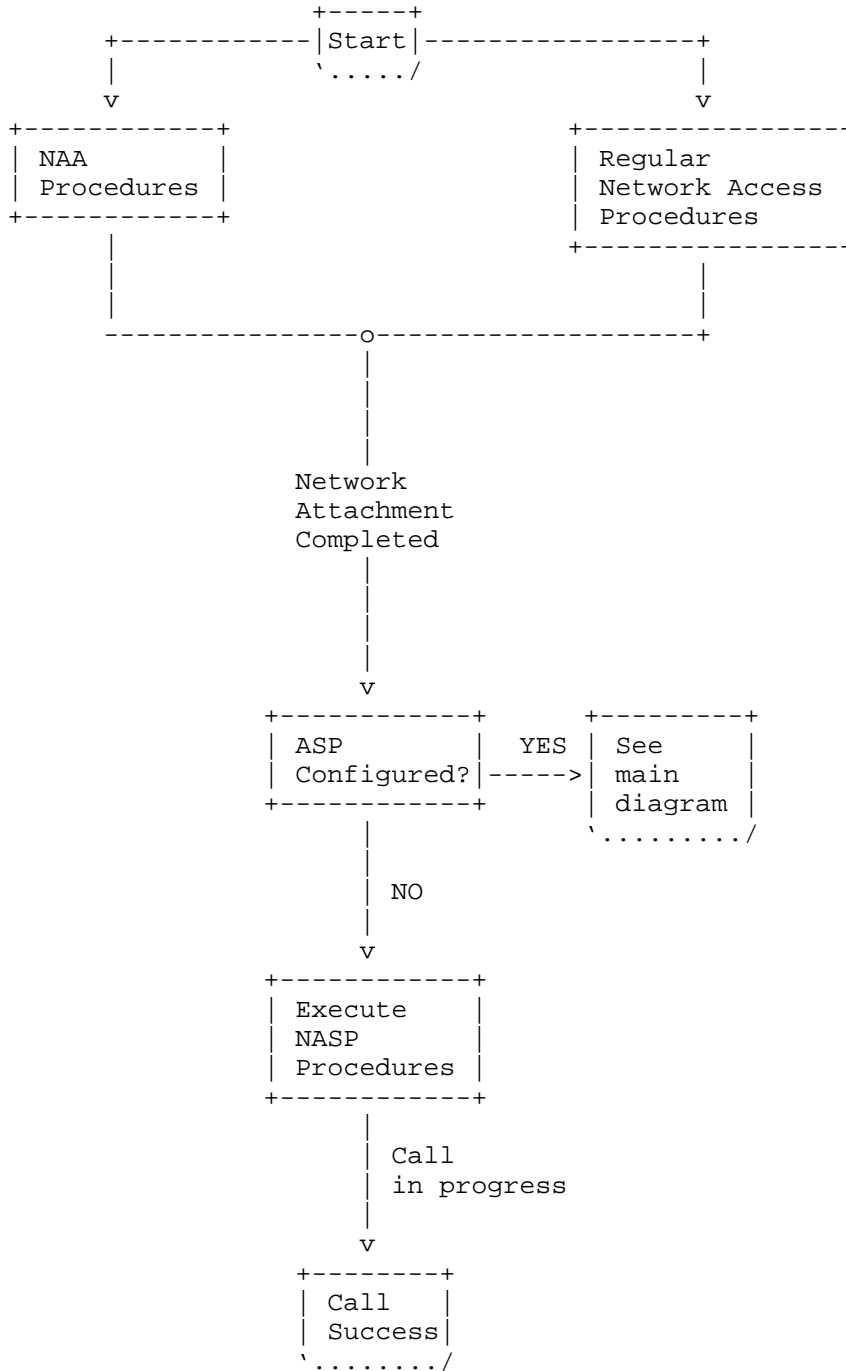 Start
NAA
Procedures
Regular
Network Access
Procedures
Network
Attachment
Completed
ASP
Configured?
YES
See
main
diagram
NO
Execute
NASP
Procedures
Call
in progress
Call
Success